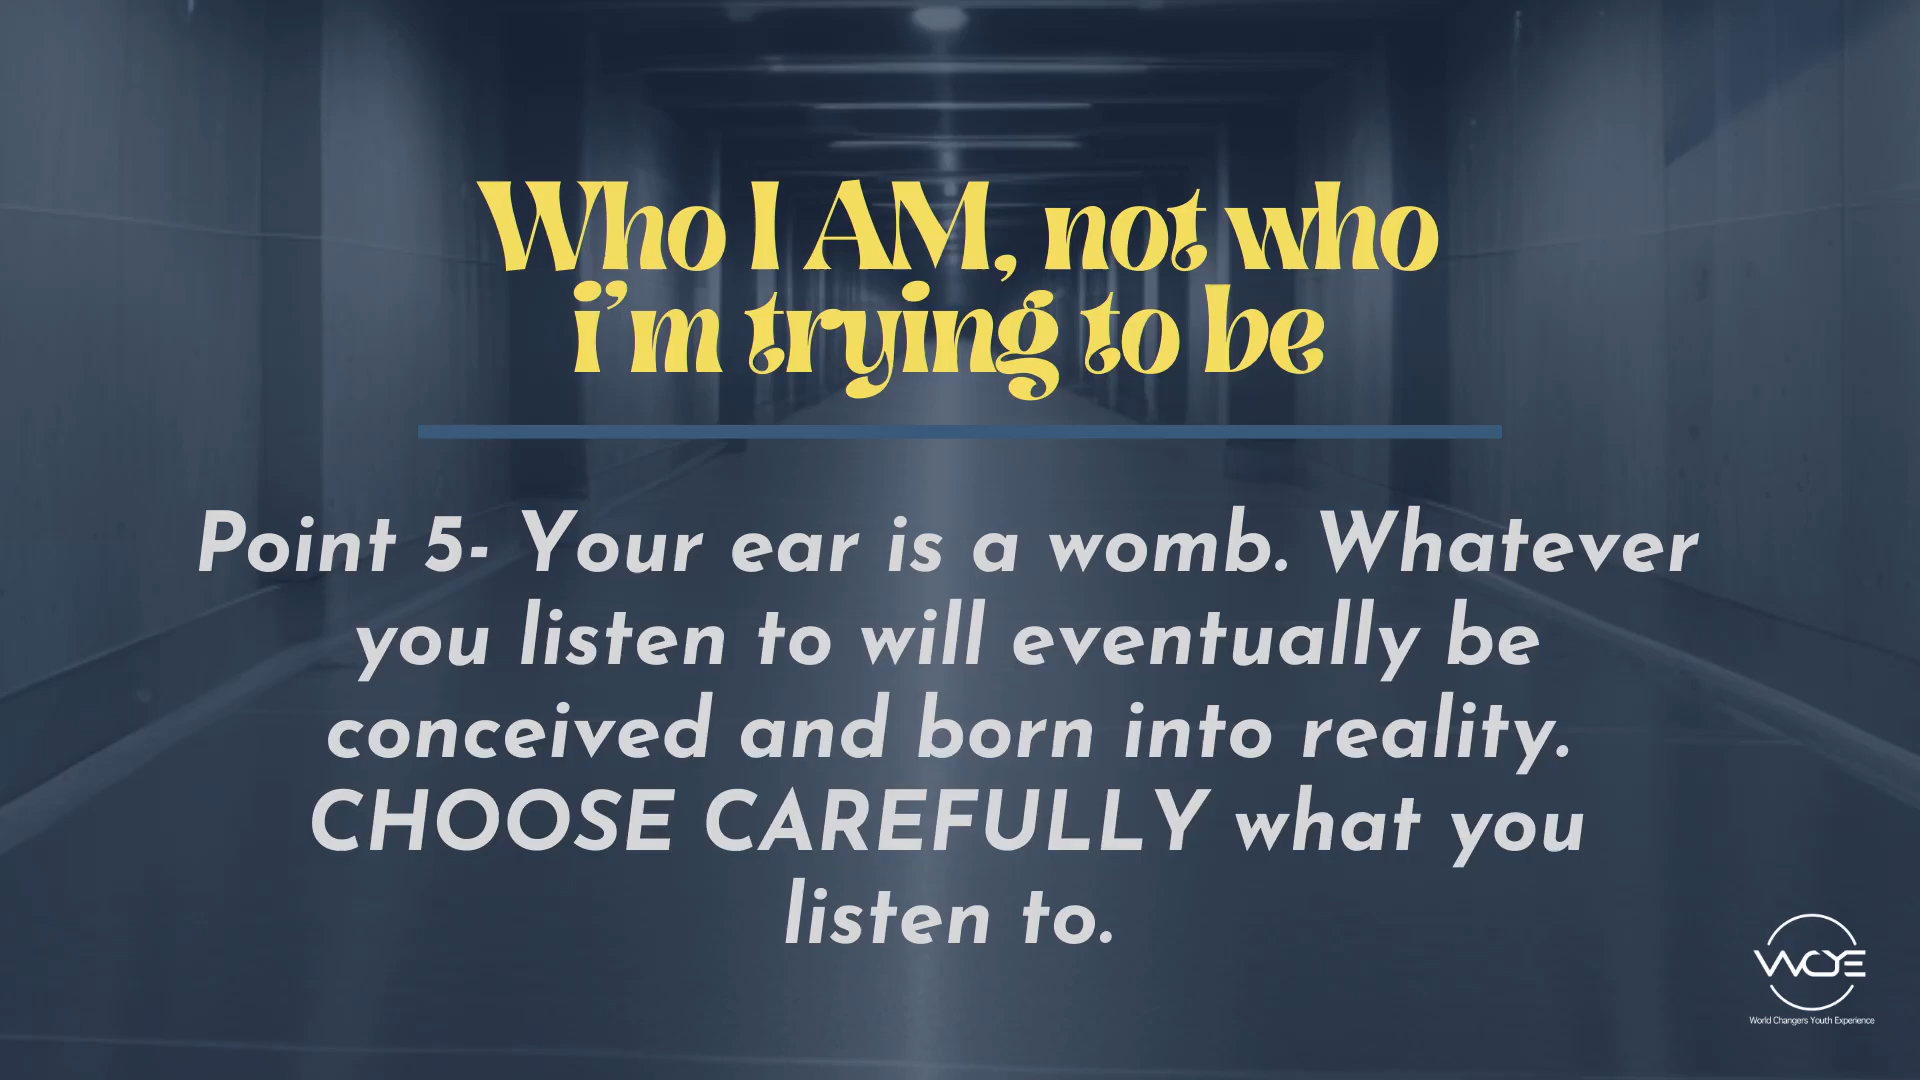 Who I AM, not who
i'm trying to be
Point 5- Your ear is a womb. Whatever
you listen to will eventually be
conceived and born into reality.
CHOOSE CAREFULLY what you
listen to.
WCYE
World Changers Youth Experience